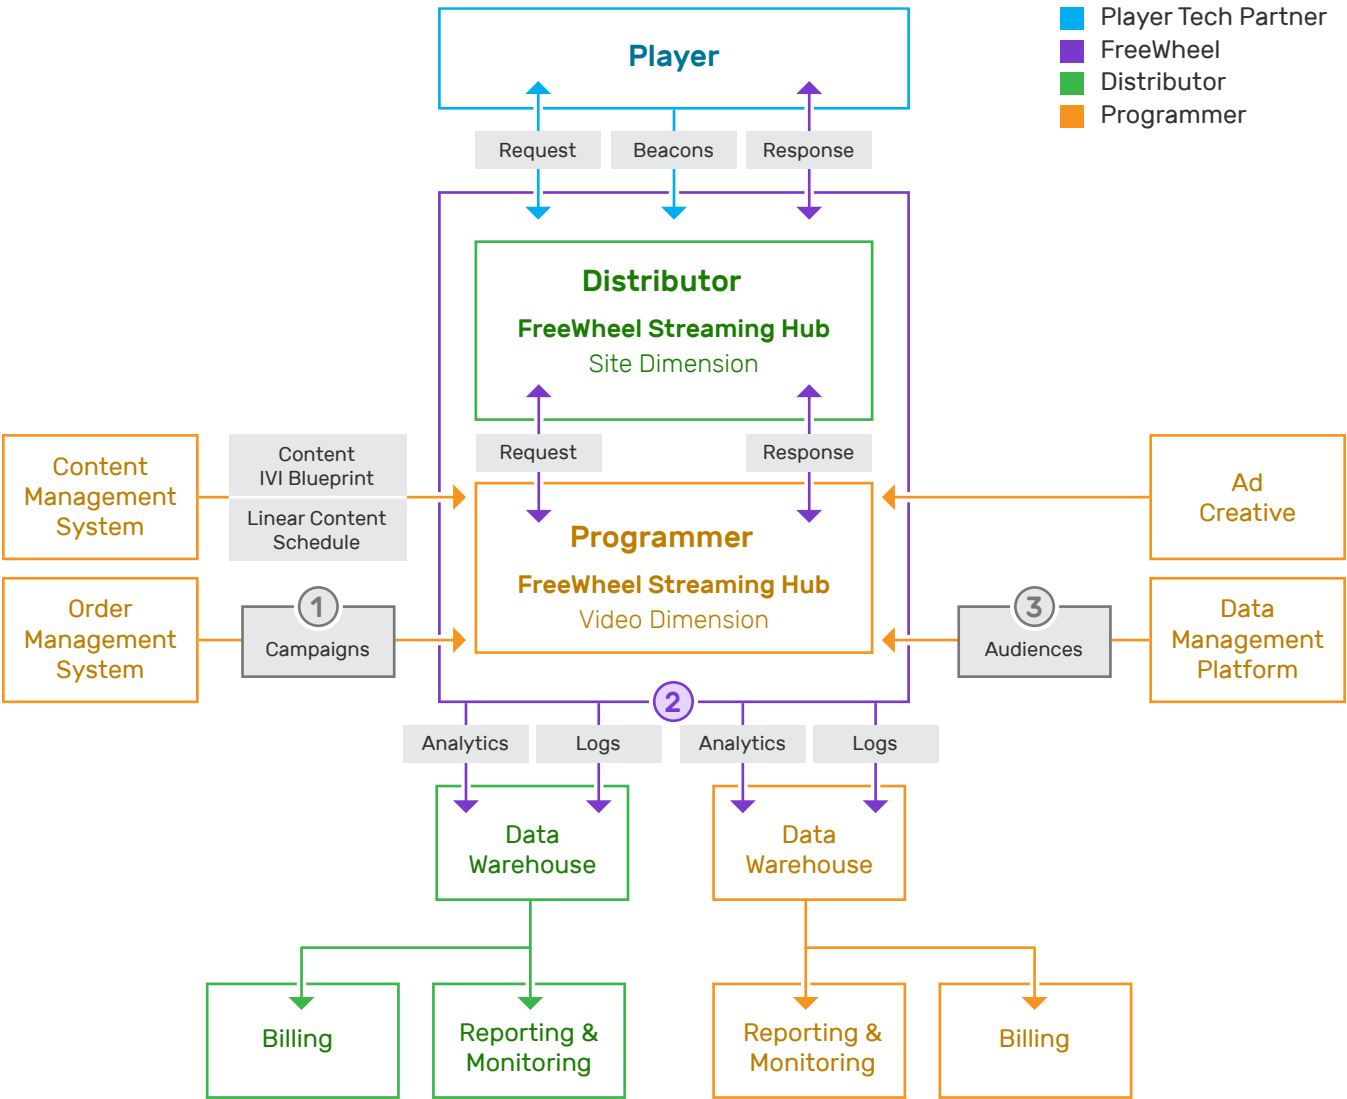 Player
Player Tech Partner
FreeWheel
Distributor
Programmer
Request
Beacons
Response
Distributor
FreeWheel Streaming Hub
Site Dimension
Request
Response
Content
Management
System
Content
IVI Blueprint
Linear Content
Schedule
Ad
Creative
Programmer
FreeWheel Streaming Hub
Video Dimension
Order
Management
System
1
Campaigns
3
Audiences
Data
Management
Platform
2
Analytics
Logs
Analytics
Logs
Data
Warehouse
Data
Warehouse
Billing
Reporting &
Monitoring
Reporting &
Monitoring
Billing